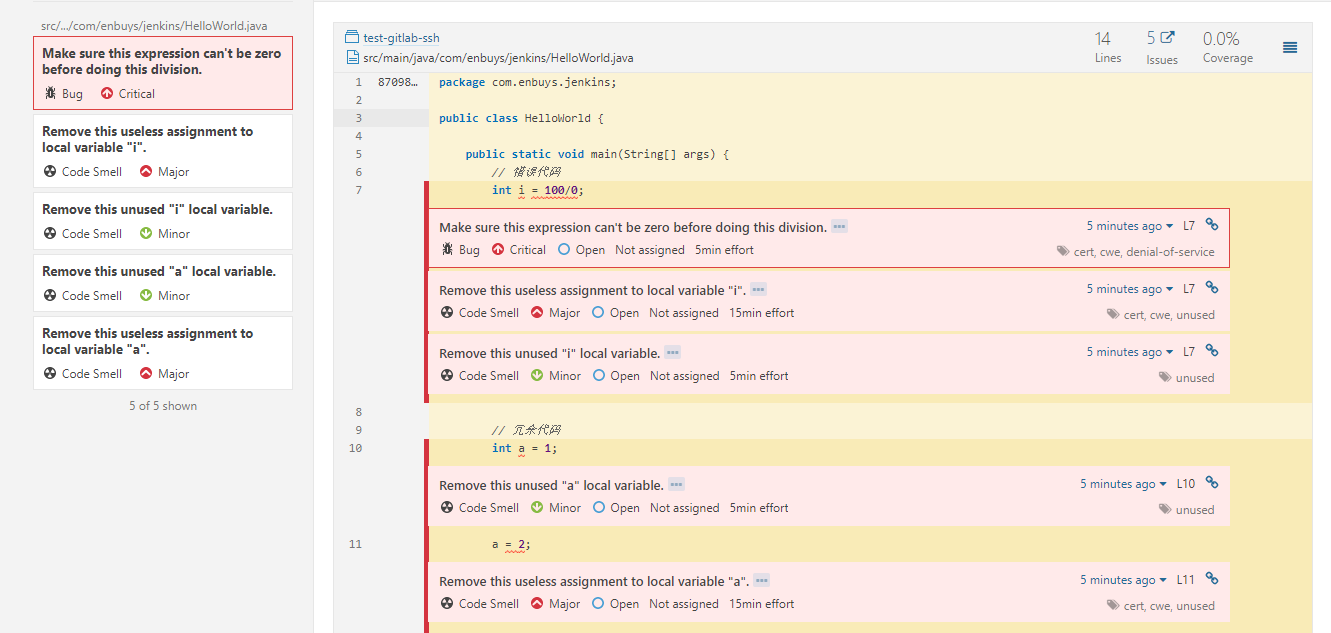 src/.../com/enbuys/jenkins/HelloWorld.java
Make sure this expression can't be zero
before doing this division.
Bug Critical
Remove this useless assignment to
local variable "i".
Code Smell Major
Remove this unused "i" local variable.
Code Smell Minor
Remove this unused "a" local variable.
Code Smell Minor
Remove this useless assignment to
local variable "a".
Code Smell Major
5 of 5 shown
test-gitlab-ssh
src/main/java/com/enbuys/jenkins/HelloWorld.java
14
Lines
5
Issues
0.0%
Coverage
1 87098... package com.enbuys.jenkins;
2
3 public class HelloWorld {
4
5 public static void main(String[] args) {
6 // 错误代码
7 int i = 100/0;
Make sure this expression can't be zero before doing this division. ... 5 minutes ago L7
Bug Critical Open Not assigned 5min effort cert, cwe, denial-of-service
Remove this useless assignment to local variable "i". ... 5 minutes ago L7
Code Smell Major Open Not assigned 15min effort cert, cwe, unused
Remove this unused "i" local variable. ... 5 minutes ago L7
Code Smell Minor Open Not assigned 5min effort unused
8
9 // 冗余代码
10 int a = 1;
Remove this unused "a" local variable. ... 5 minutes ago L10
Code Smell Minor Open Not assigned 5min effort unused
11 a = 2;
Remove this useless assignment to local variable "a". ... 5 minutes ago L11
Code Smell Major Open Not assigned 15min effort cert, cwe, unused